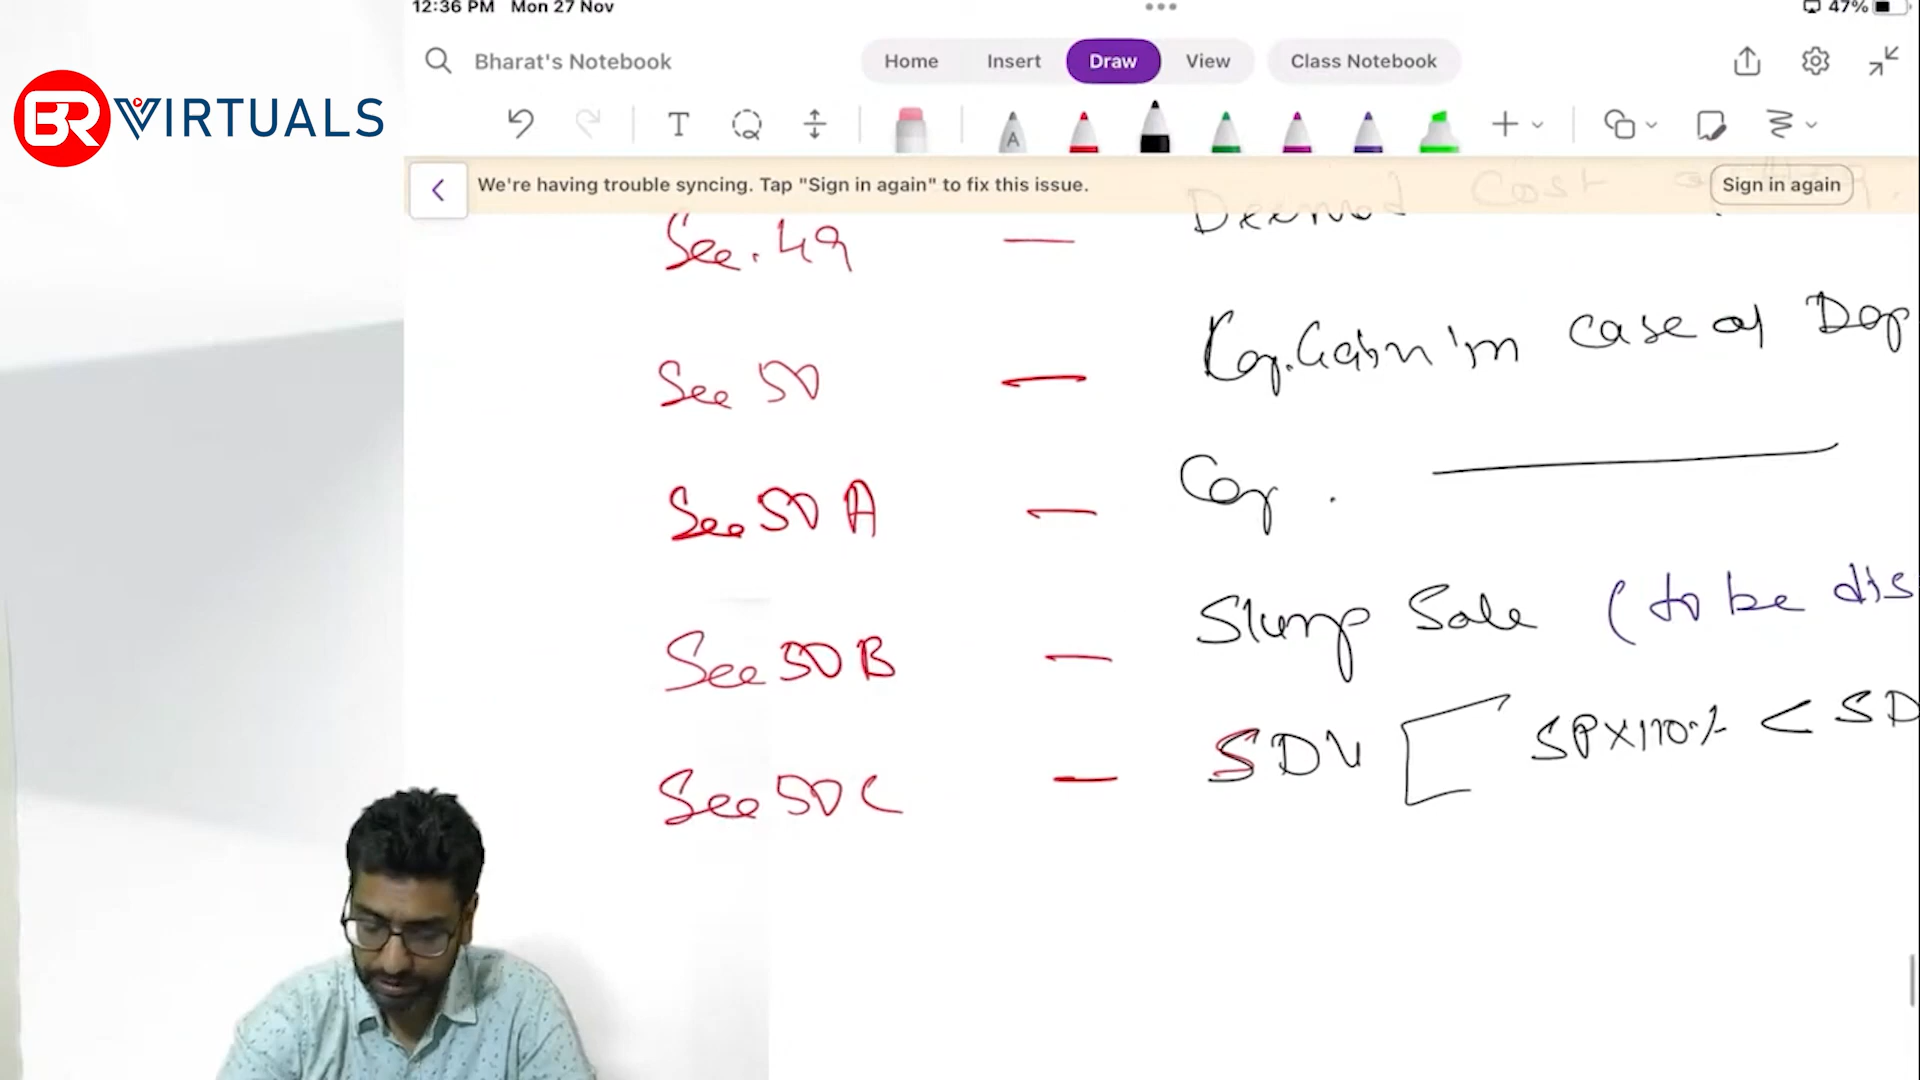 12:36 PM Mon 27 Nov
47%
BR VIRTUALS
Bharat's Notebook
Home
Insert
Draw
View
Class Notebook
T
A
We're having trouble syncing. Tap "Sign in again" to fix this issue.
Sign in again
Sec. 49 — Deemed Cost
Sec 50 — Cap. Gain in case of Dep
Sec 50 A — Cap.
Sec 50 B — Slump Sale (to be dis
Sec 50 C — SDV [ SP×110% < SD